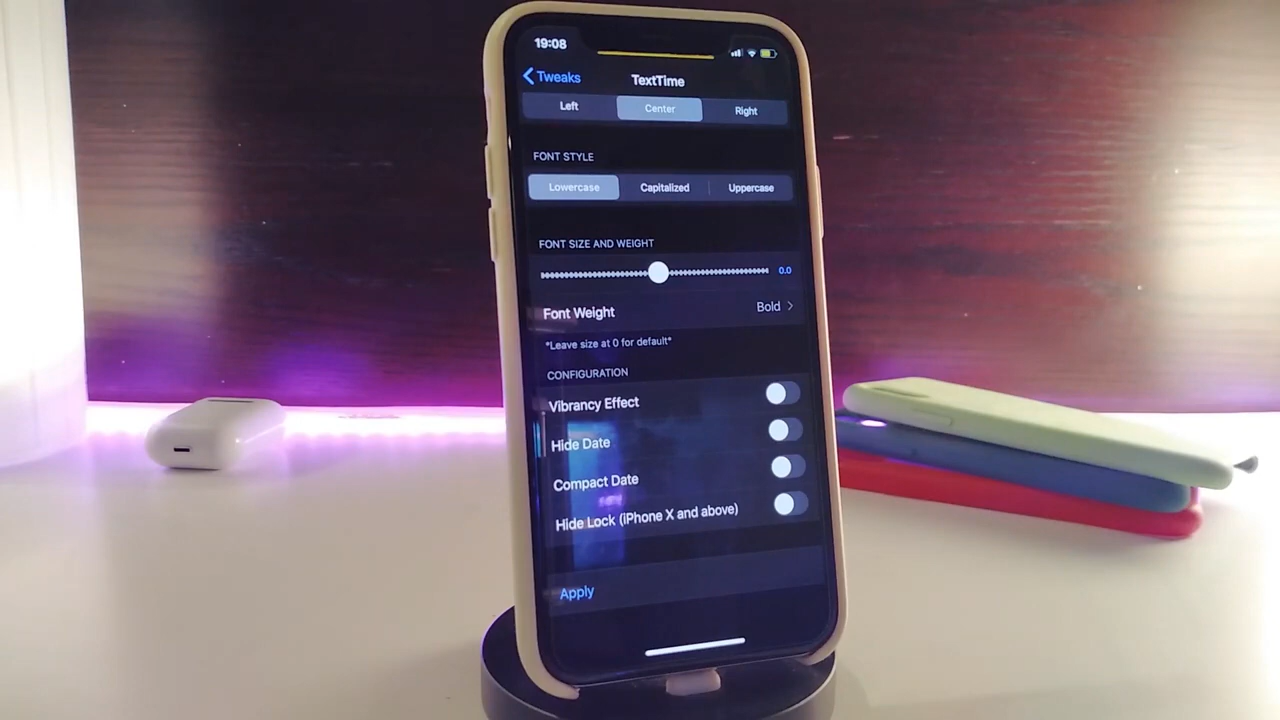 19:08
Tweaks
TextTime
Left Center Right
FONT STYLE
Lowercase Capitalized Uppercase
FONT SIZE AND WEIGHT
0.0
Font Weight Bold
*Leave size at 0 for default*
CONFIGURATION
Vibrancy Effect
Hide Date
Compact Date
Hide Lock (iPhone X and above)
Apply